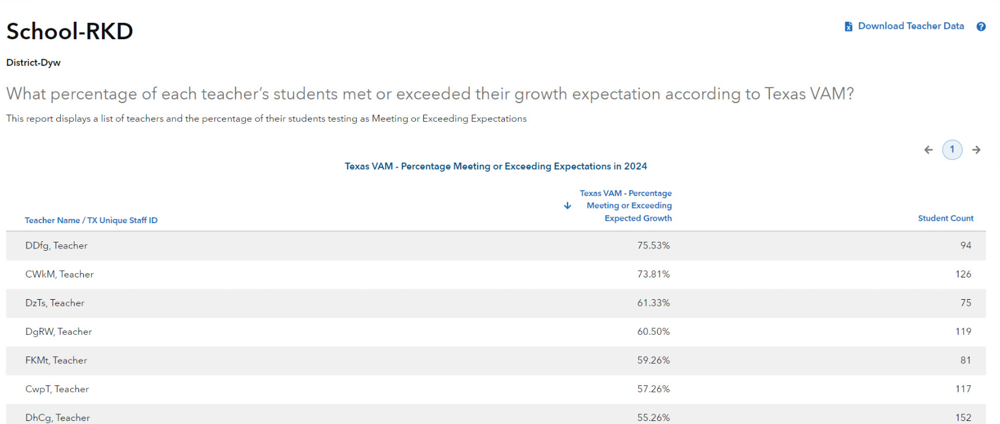 School-RKD
Download Teacher Data ?
District-Dyw
What percentage of each teacher's students met or exceeded their growth expectation according to Texas VAM?
This report displays a list of teachers and the percentage of their students testing as Meeting or Exceeding Expectations
← 1 →
Texas VAM - Percentage Meeting or Exceeding Expectations in 2024
Texas VAM - Percentage
↓ Meeting or Exceeding
Expected Growth
Teacher Name / TX Unique Staff ID
Student Count
DDfg, Teacher 75.53% 94
CWkM, Teacher 73.81% 126
DzTs, Teacher 61.33% 75
DgRW, Teacher 60.50% 119
FKMt, Teacher 59.26% 81
CwpT, Teacher 57.26% 117
DhCg, Teacher 55.26% 152